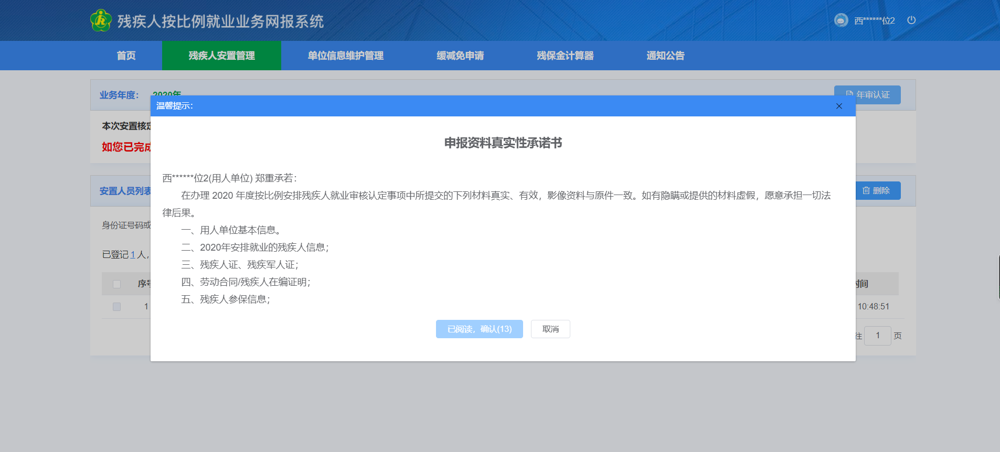 残疾人按比例就业业务网报系统
西******位2
首页 残疾人安置管理 单位信息维护管理 缓减免申请 残保金计算器 通知公告
业务年度： 2020年 年审认证
温馨提示：
本次安置核定
如您已完成
申报资料真实性承诺书
西******位2(用人单位) 郑重承若：
在办理 2020 年度按比例安排残疾人就业审核认定事项中所提交的下列材料真实、有效，影像资料与原件一致。如有隐瞒或提供的材料虚假，愿意承担一切法
律后果。
一、用人单位基本信息。
二、2020年安排就业的残疾人信息；
三、残疾人证、残疾军人证；
四、劳动合同/残疾人在编证明；
五、残疾人参保信息；
已阅读，确认(13) 取消
安置人员列表 删除
身份证号码或
已登记 1 人，
序号 时间
1 10:48:51
往 1 页